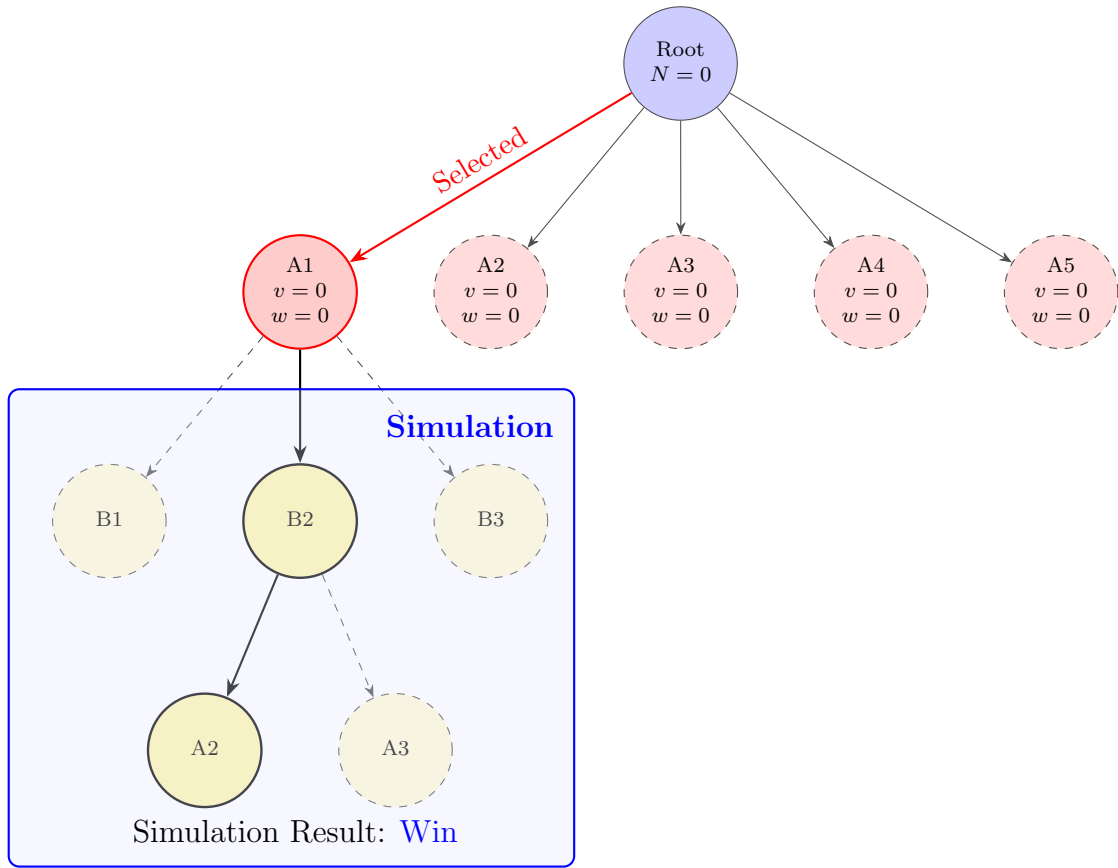 Root
N = 0
Selected
A1
v = 0
w = 0
A2
v = 0
w = 0
A3
v = 0
w = 0
A4
v = 0
w = 0
A5
v = 0
w = 0
Simulation
B1
B2
B3
A2
A3
Simulation Result: Win